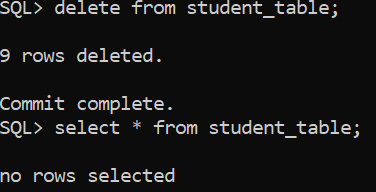 SQL> delete from student_table;
9 rows deleted.
Commit complete.
SQL> select * from student_table;
no rows selected